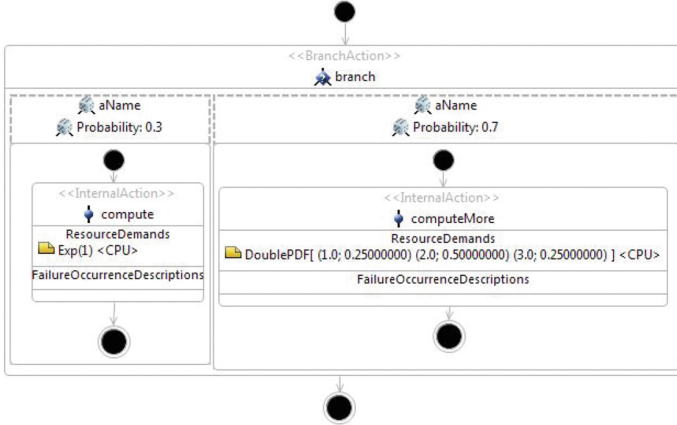 <<BranchAction>>
branch
aName
Probability: 0.3
<<InternalAction>>
compute
ResourceDemands
Exp(1) <CPU>
FailureOccurrenceDescriptions
aName
Probability: 0.7
<<InternalAction>>
computeMore
ResourceDemands
DoublePDF[ (1.0; 0.25000000) (2.0; 0.50000000) (3.0; 0.25000000) ] <CPU>
FailureOccurrenceDescriptions